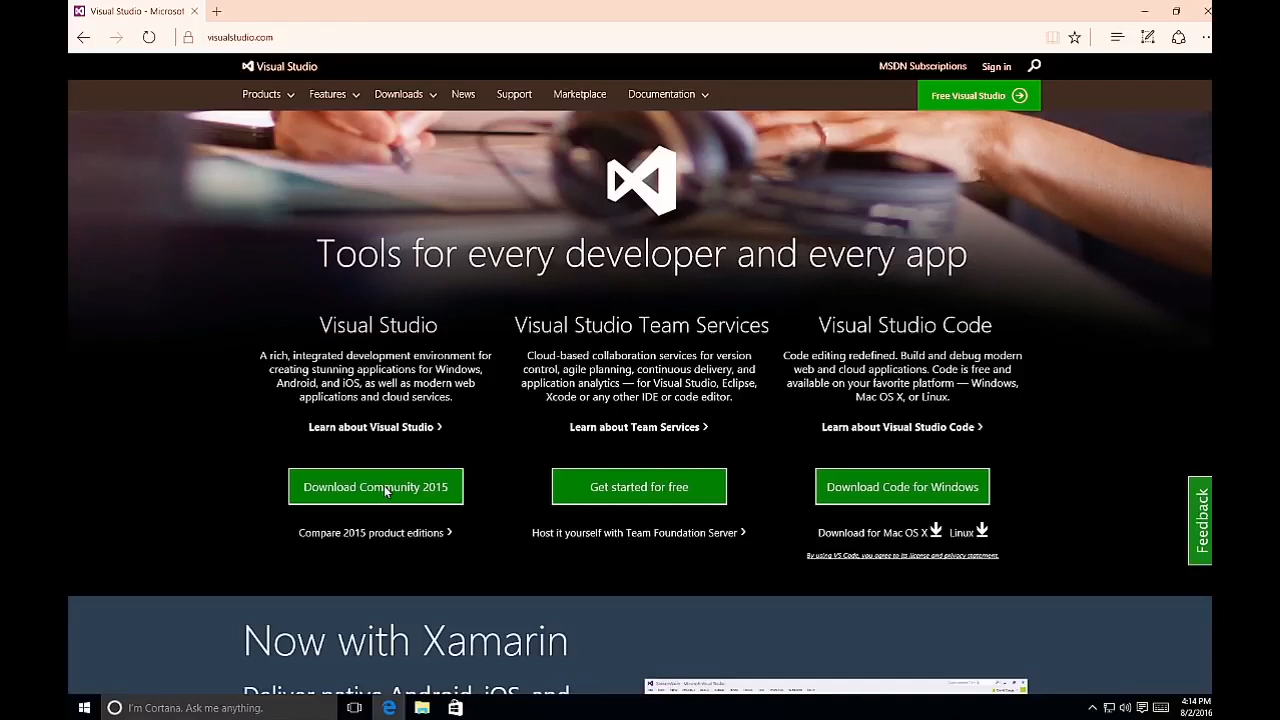 Visual Studio - Microsof
visualstudio.com
Visual Studio
MSDN Subscriptions
Sign in
Products
Features
Downloads
News
Support
Marketplace
Documentation
Free Visual Studio
Tools for every developer and every app
Visual Studio
A rich, integrated development environment for
creating stunning applications for Windows,
Android, and iOS, as well as modern web
applications and cloud services.
Learn about Visual Studio
Download Community 2015
Compare 2015 product editions
Visual Studio Team Services
Cloud-based collaboration services for version
control, agile planning, continuous delivery, and
application analytics — for Visual Studio, Eclipse,
Xcode or any other IDE or code editor.
Learn about Team Services
Get started for free
Host it yourself with Team Foundation Server
Visual Studio Code
Code editing redefined. Build and debug modern
web and cloud applications. Code is free and
available on your favorite platform — Windows,
Mac OS X, or Linux.
Learn about Visual Studio Code
Download Code for Windows
Download for Mac OS X
Linux
By using VS Code, you agree to its license and privacy statement.
Feedback
Now with Xamarin
Deliver native Android, iOS, and
I'm Cortana. Ask me anything.
4:14 PM
8/2/2016